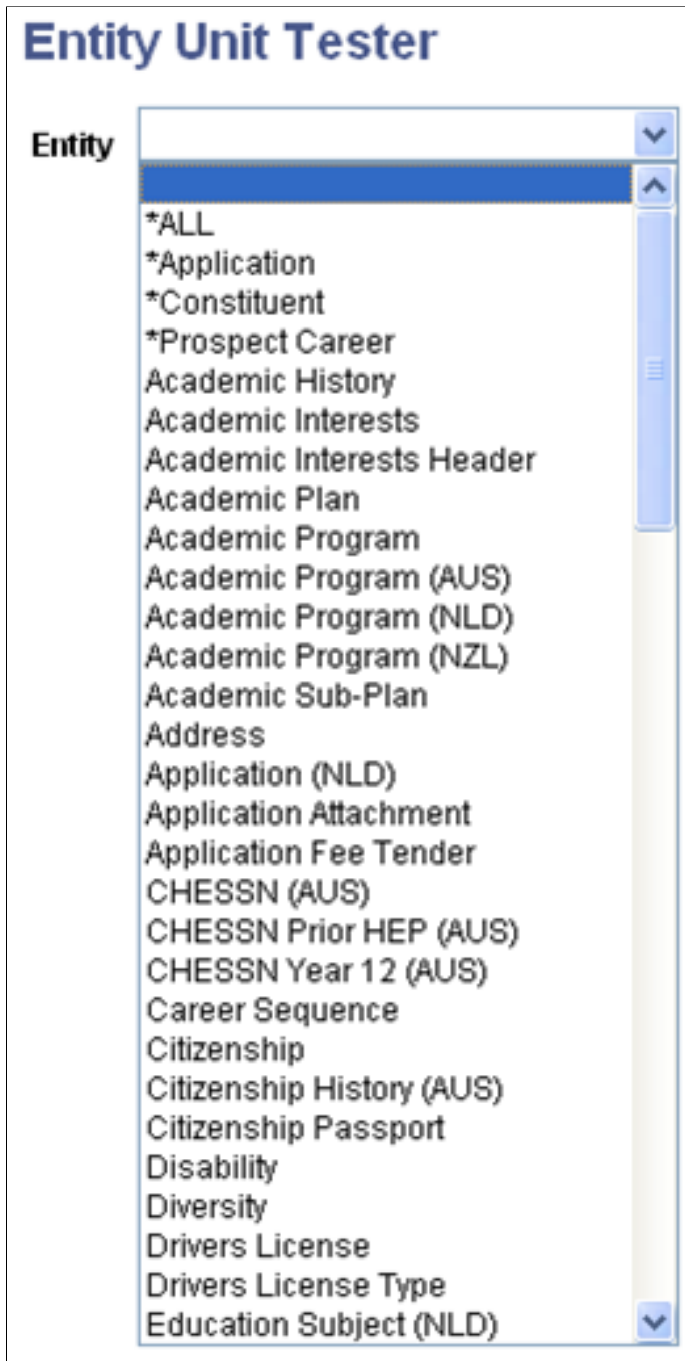 Entity Unit Tester
Entity
*ALL
*Application
*Constituent
*Prospect Career
Academic History
Academic Interests
Academic Interests Header
Academic Plan
Academic Program
Academic Program (AUS)
Academic Program (NLD)
Academic Program (NZL)
Academic Sub-Plan
Address
Application (NLD)
Application Attachment
Application Fee Tender
CHESSN (AUS)
CHESSN Prior HEP (AUS)
CHESSN Year 12 (AUS)
Career Sequence
Citizenship
Citizenship History (AUS)
Citizenship Passport
Disability
Diversity
Drivers License
Drivers License Type
Education Subject (NLD)